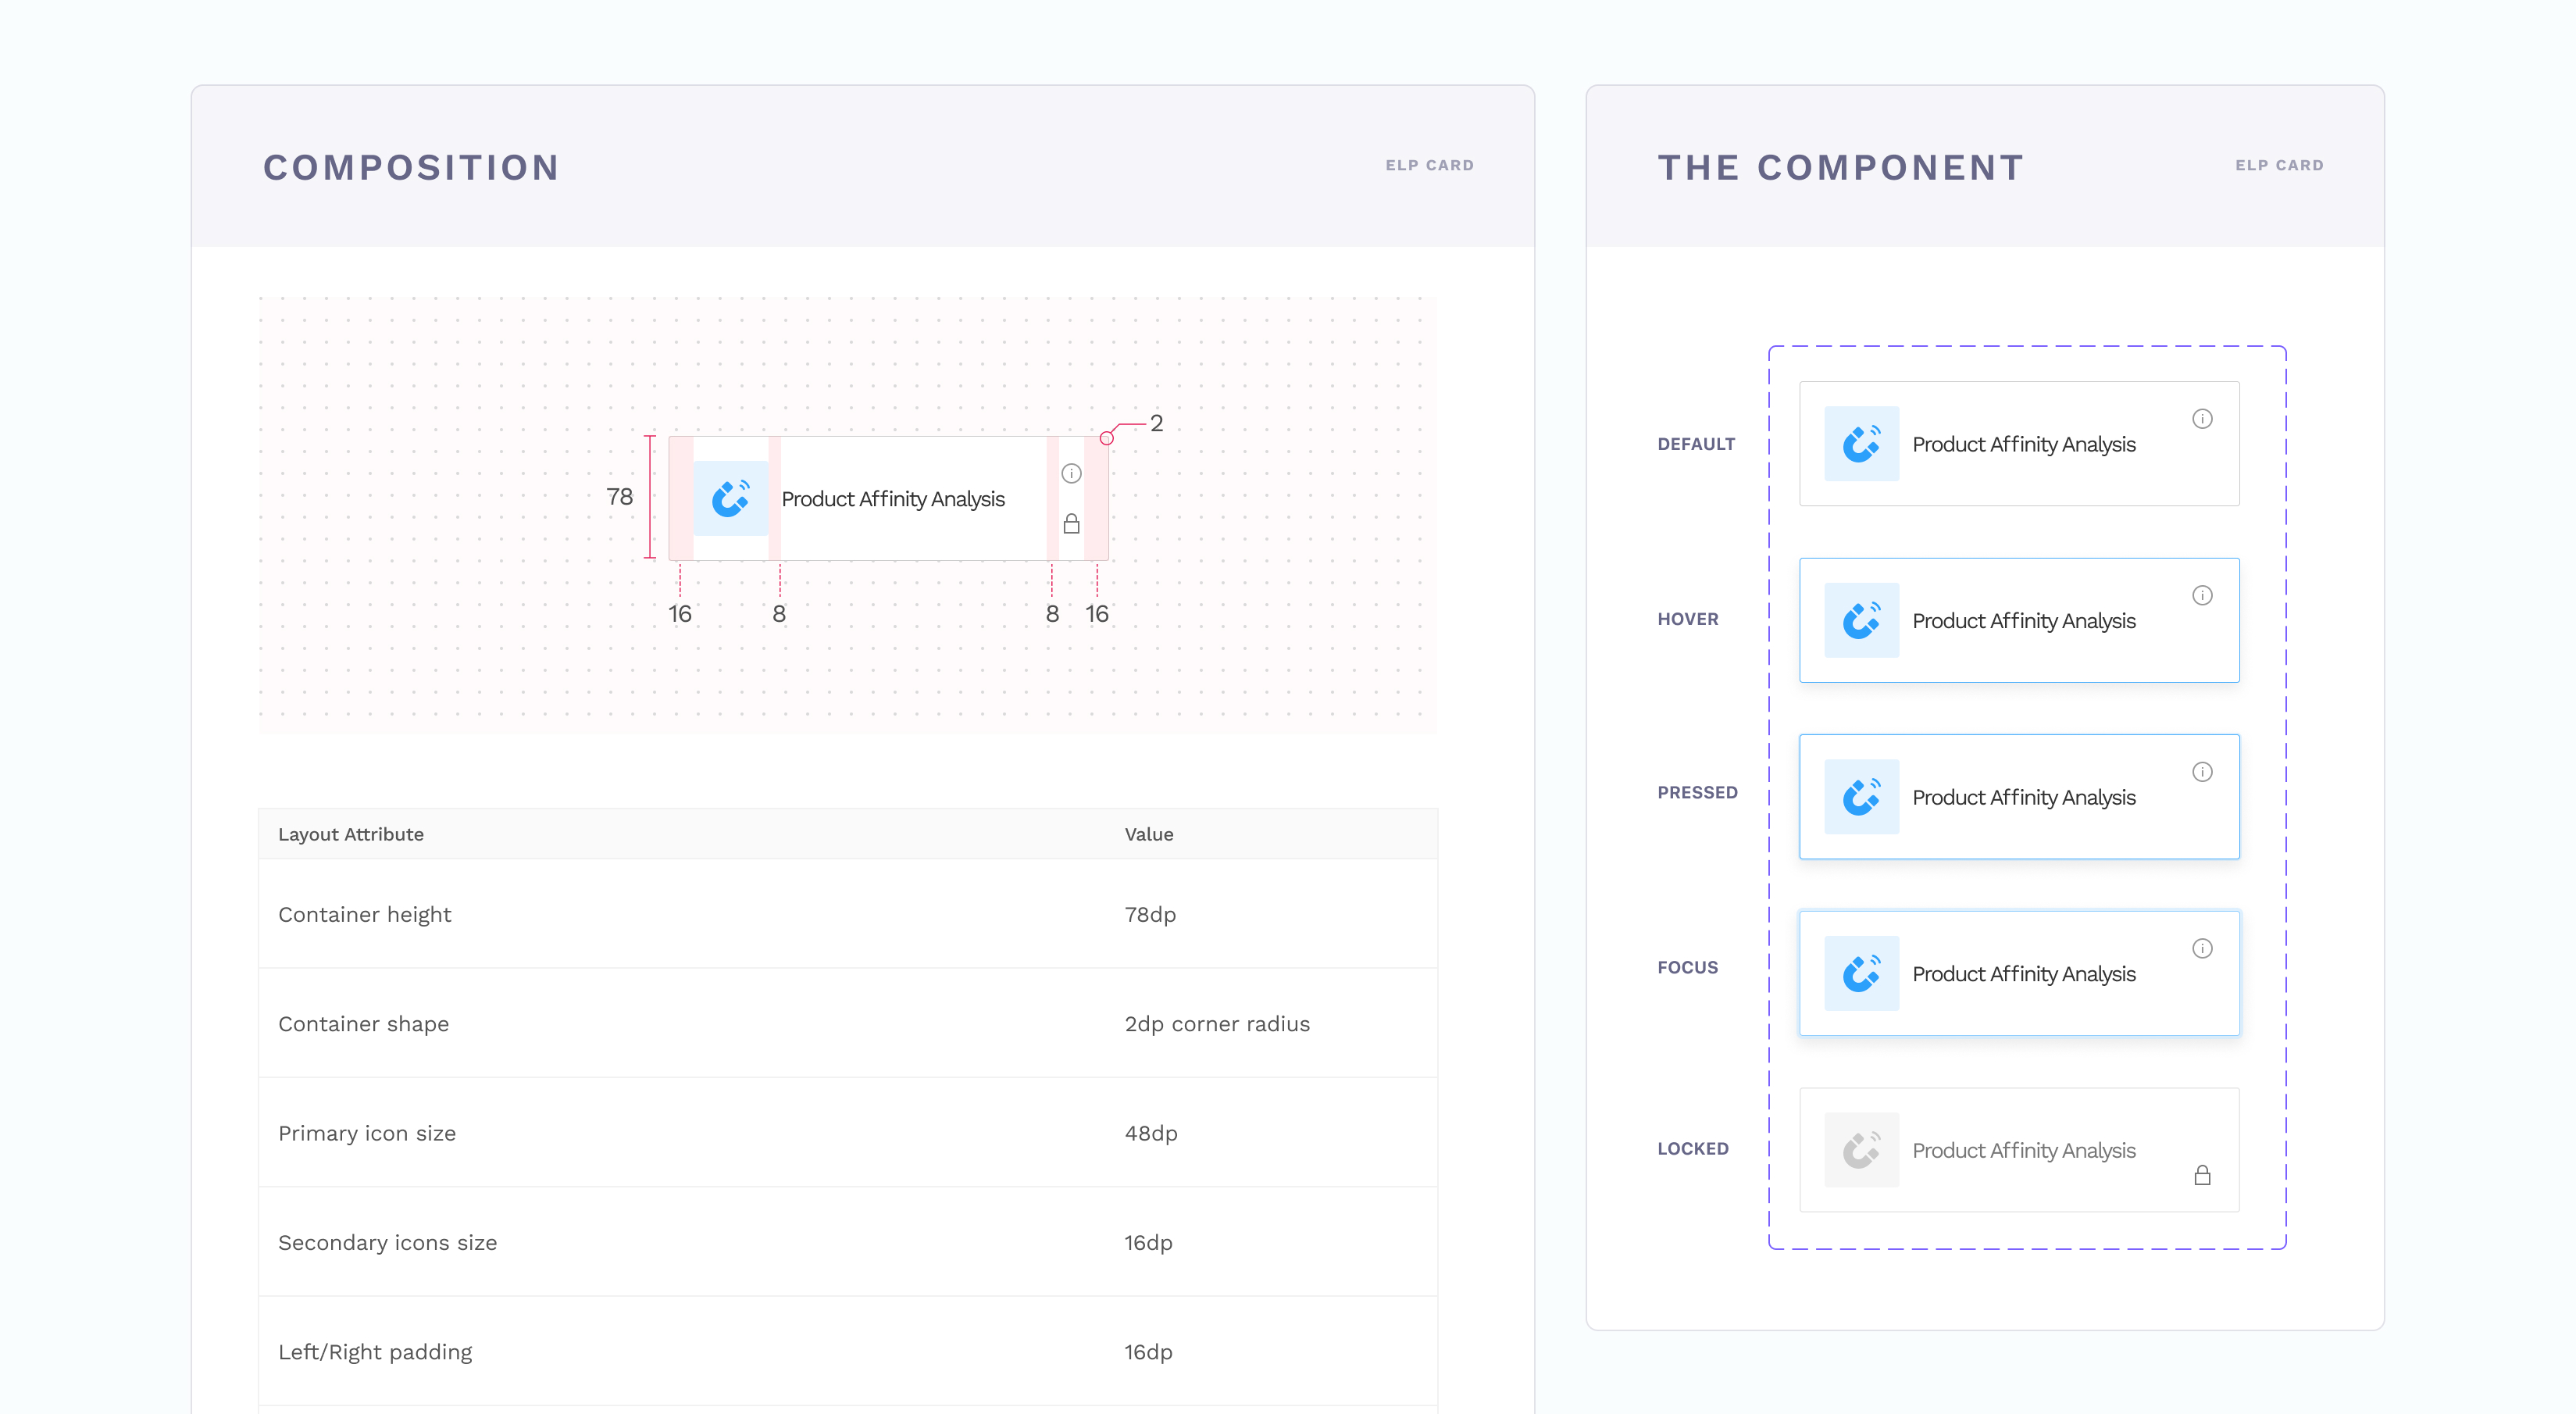 COMPOSITION
ELP CARD
2
78
Product Affinity Analysis
16 8 8 16
Layout Attribute Value
Container height 78dp
Container shape 2dp corner radius
Primary icon size 48dp
Secondary icons size 16dp
Left/Right padding 16dp
THE COMPONENT
ELP CARD
DEFAULT
Product Affinity Analysis
HOVER
Product Affinity Analysis
PRESSED
Product Affinity Analysis
FOCUS
Product Affinity Analysis
LOCKED
Product Affinity Analysis